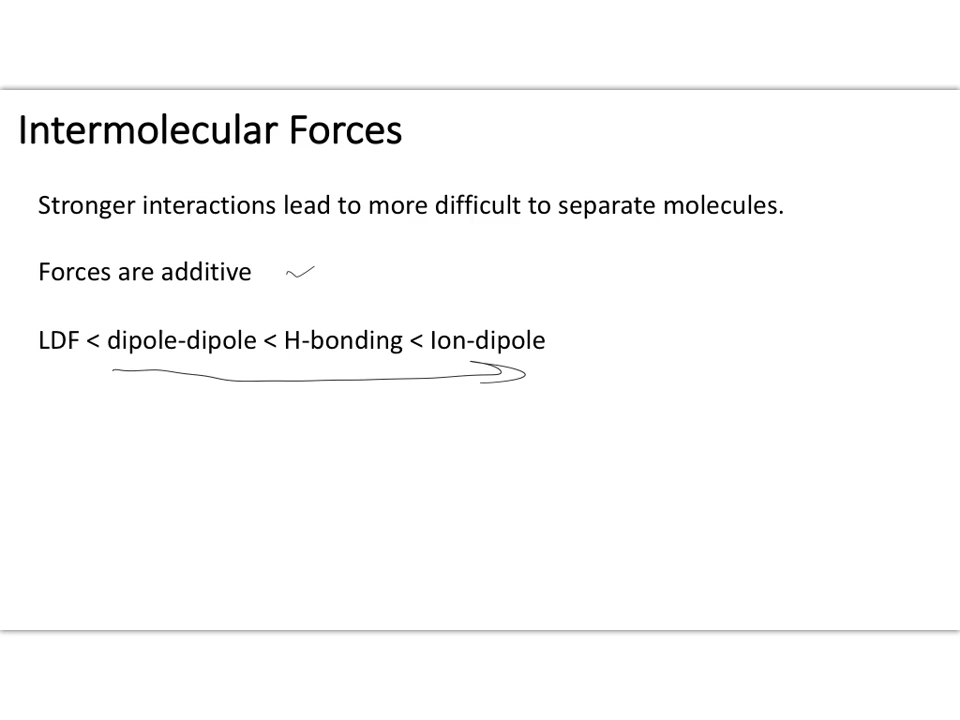 Intermolecular Forces
Stronger interactions lead to more difficult to separate molecules.
Forces are additive
LDF < dipole-dipole < H-bonding < Ion-dipole